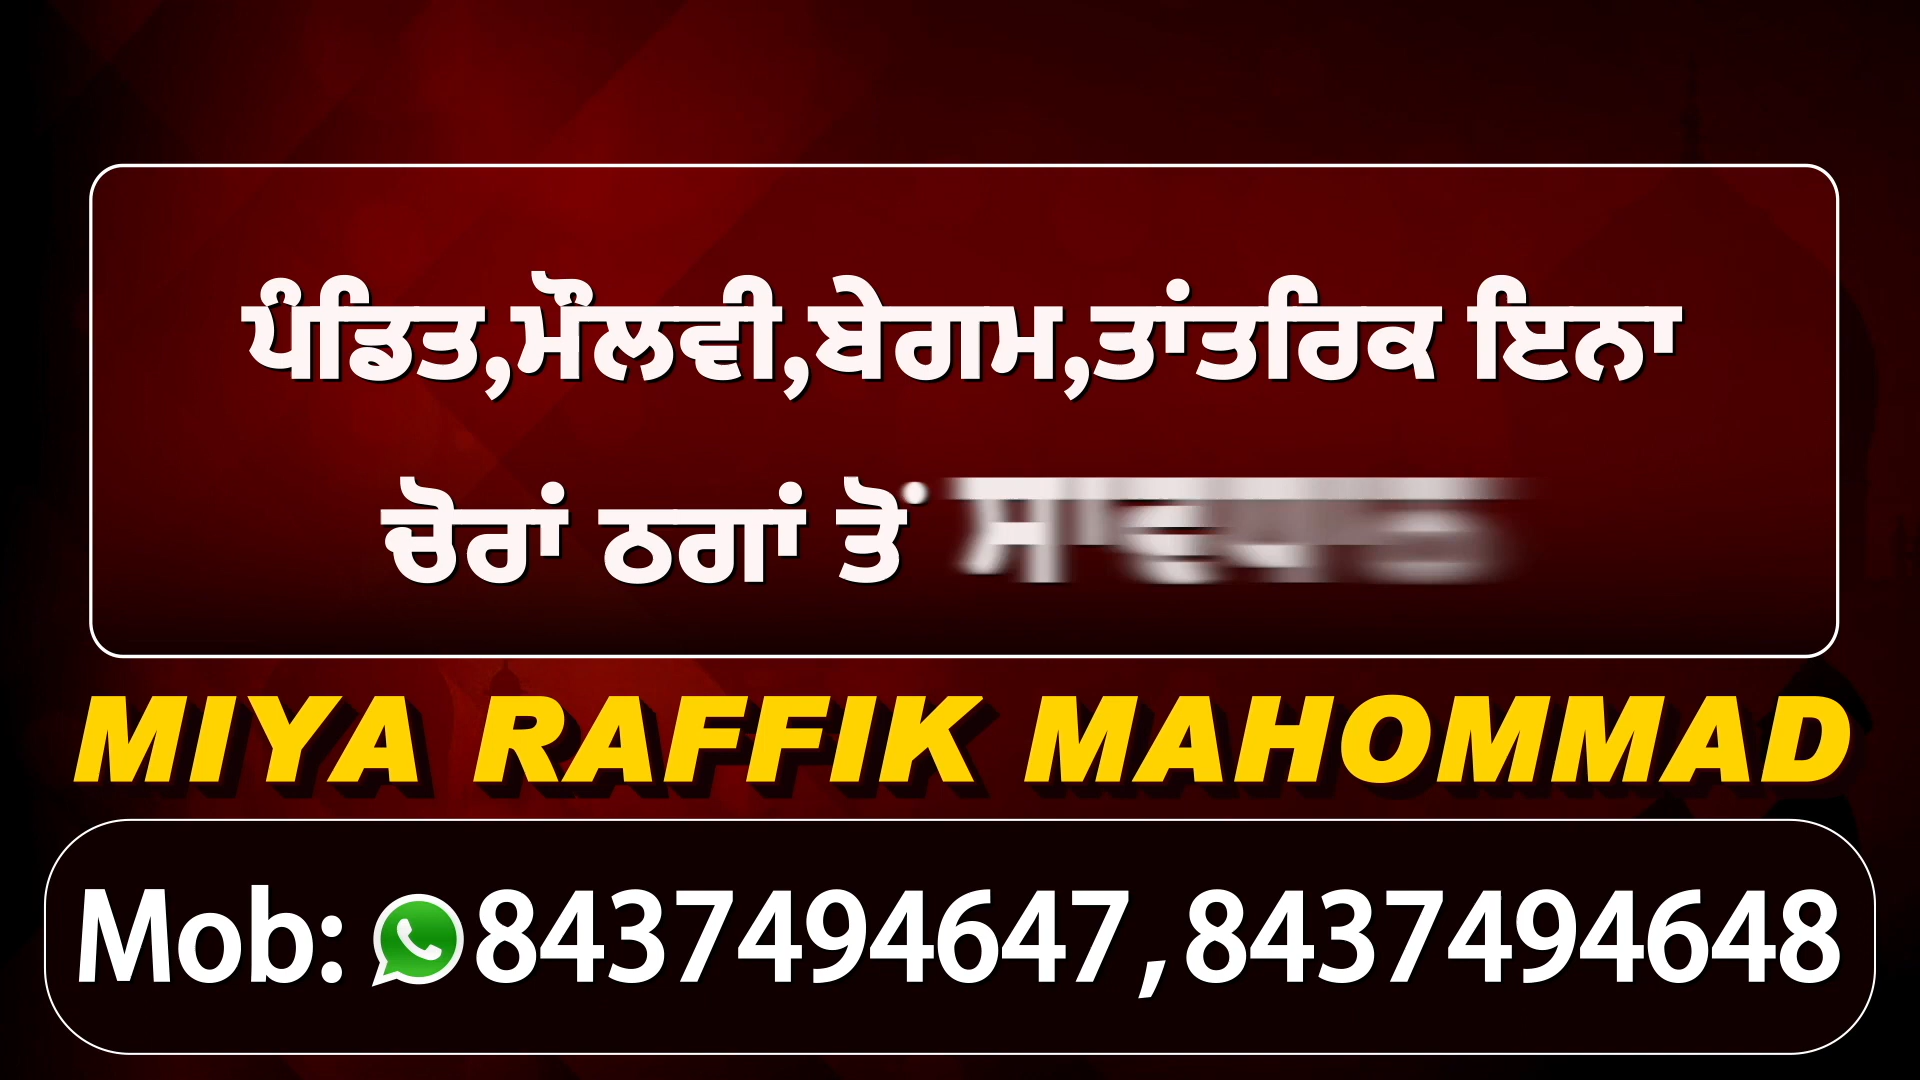 ਪੰਡਿਤ,ਮੌਲਵੀ,ਬੇਗਮ,ਤਾਂਤਰਿਕ ਇਨਾ
ਚੋਰਾਂ ਠਗਾਂ ਤੋਂ
MIYA RAFFIK MAHOMMAD
Mob: 8437494647, 8437494648